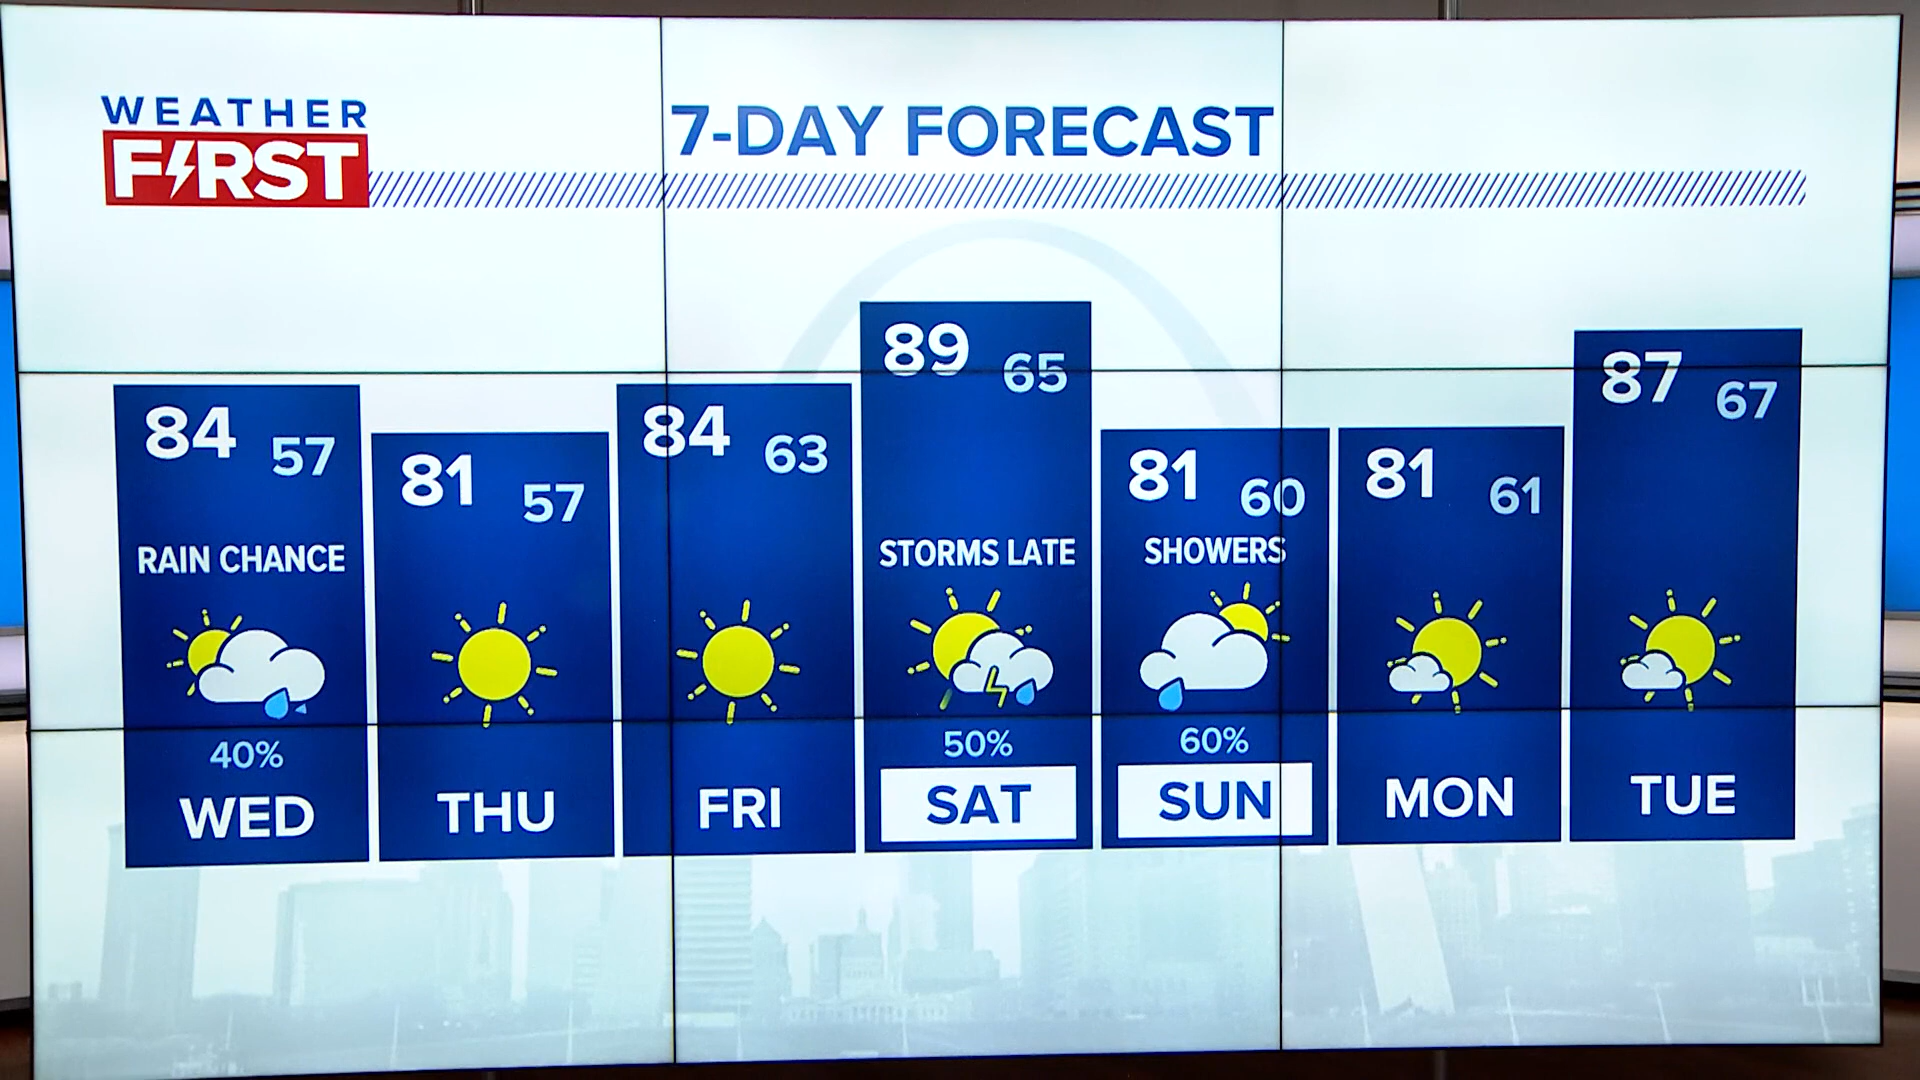 WEATHER
FIRST
7-DAY FORECAST
84 57
RAIN CHANCE
40%
WED
81 57
THU
84 63
FRI
89 65
STORMS LATE
50%
SAT
81 60
SHOWERS
60%
SUN
81 61
MON
87 67
TUE